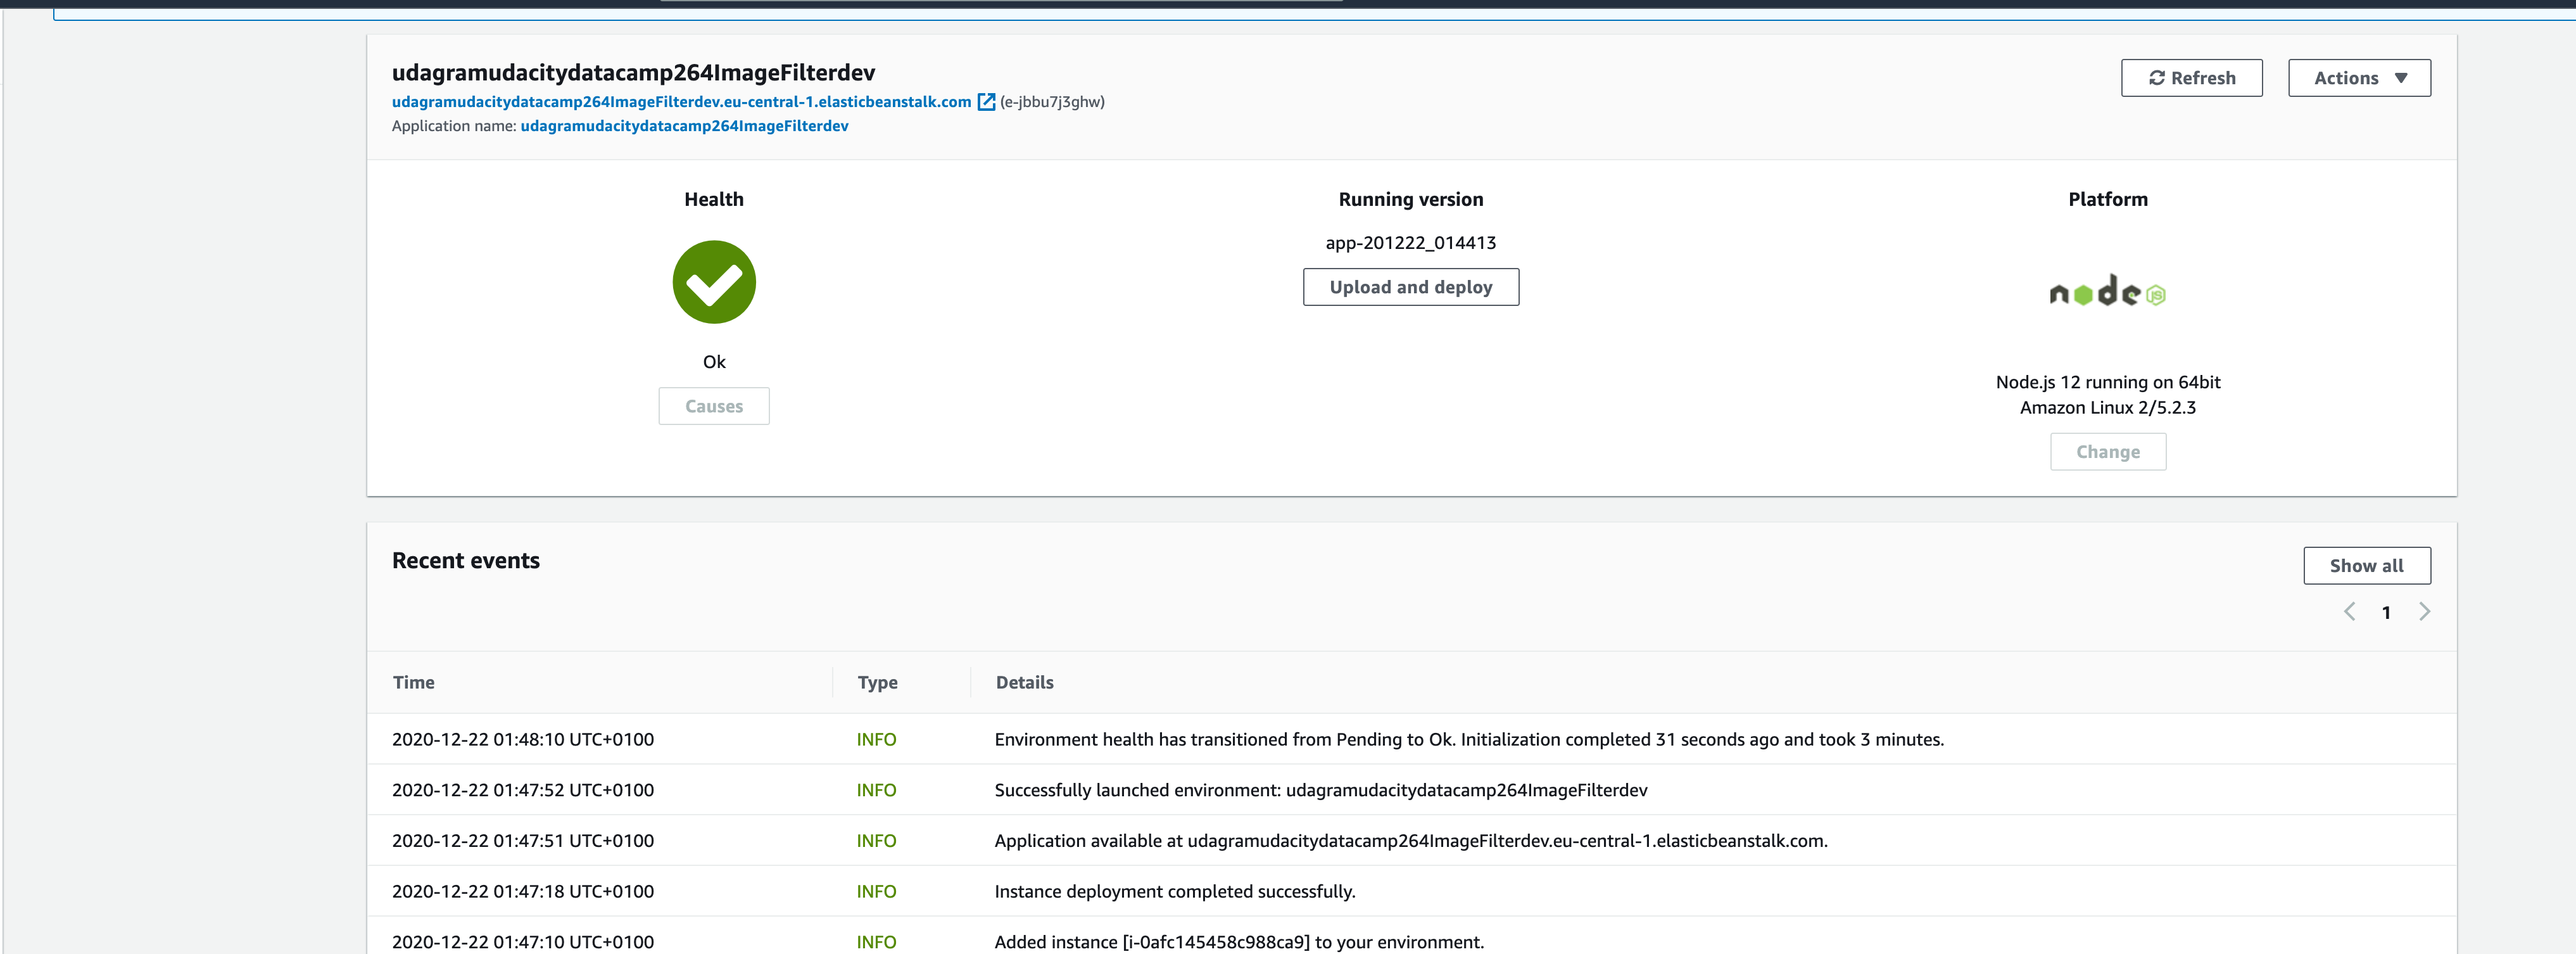 udagramudacitydatacamp264ImageFilterdev
Refresh
Actions
udagramudacitydatacamp264ImageFilterdev.eu-central-1.elasticbeanstalk.com (e-jbbu7j3ghw)
Application name: udagramudacitydatacamp264ImageFilterdev
Health
Ok
Causes
Running version
app-201222_014413
Upload and deploy
Platform
node JS
Node.js 12 running on 64bit
Amazon Linux 2/5.2.3
Change
Recent events
Show all
1
Time Type Details
2020-12-22 01:48:10 UTC+0100 INFO Environment health has transitioned from Pending to Ok. Initialization completed 31 seconds ago and took 3 minutes.
2020-12-22 01:47:52 UTC+0100 INFO Successfully launched environment: udagramudacitydatacamp264ImageFilterdev
2020-12-22 01:47:51 UTC+0100 INFO Application available at udagramudacitydatacamp264ImageFilterdev.eu-central-1.elasticbeanstalk.com.
2020-12-22 01:47:18 UTC+0100 INFO Instance deployment completed successfully.
2020-12-22 01:47:10 UTC+0100 INFO Added instance [i-0afc145458c988ca9] to your environment.